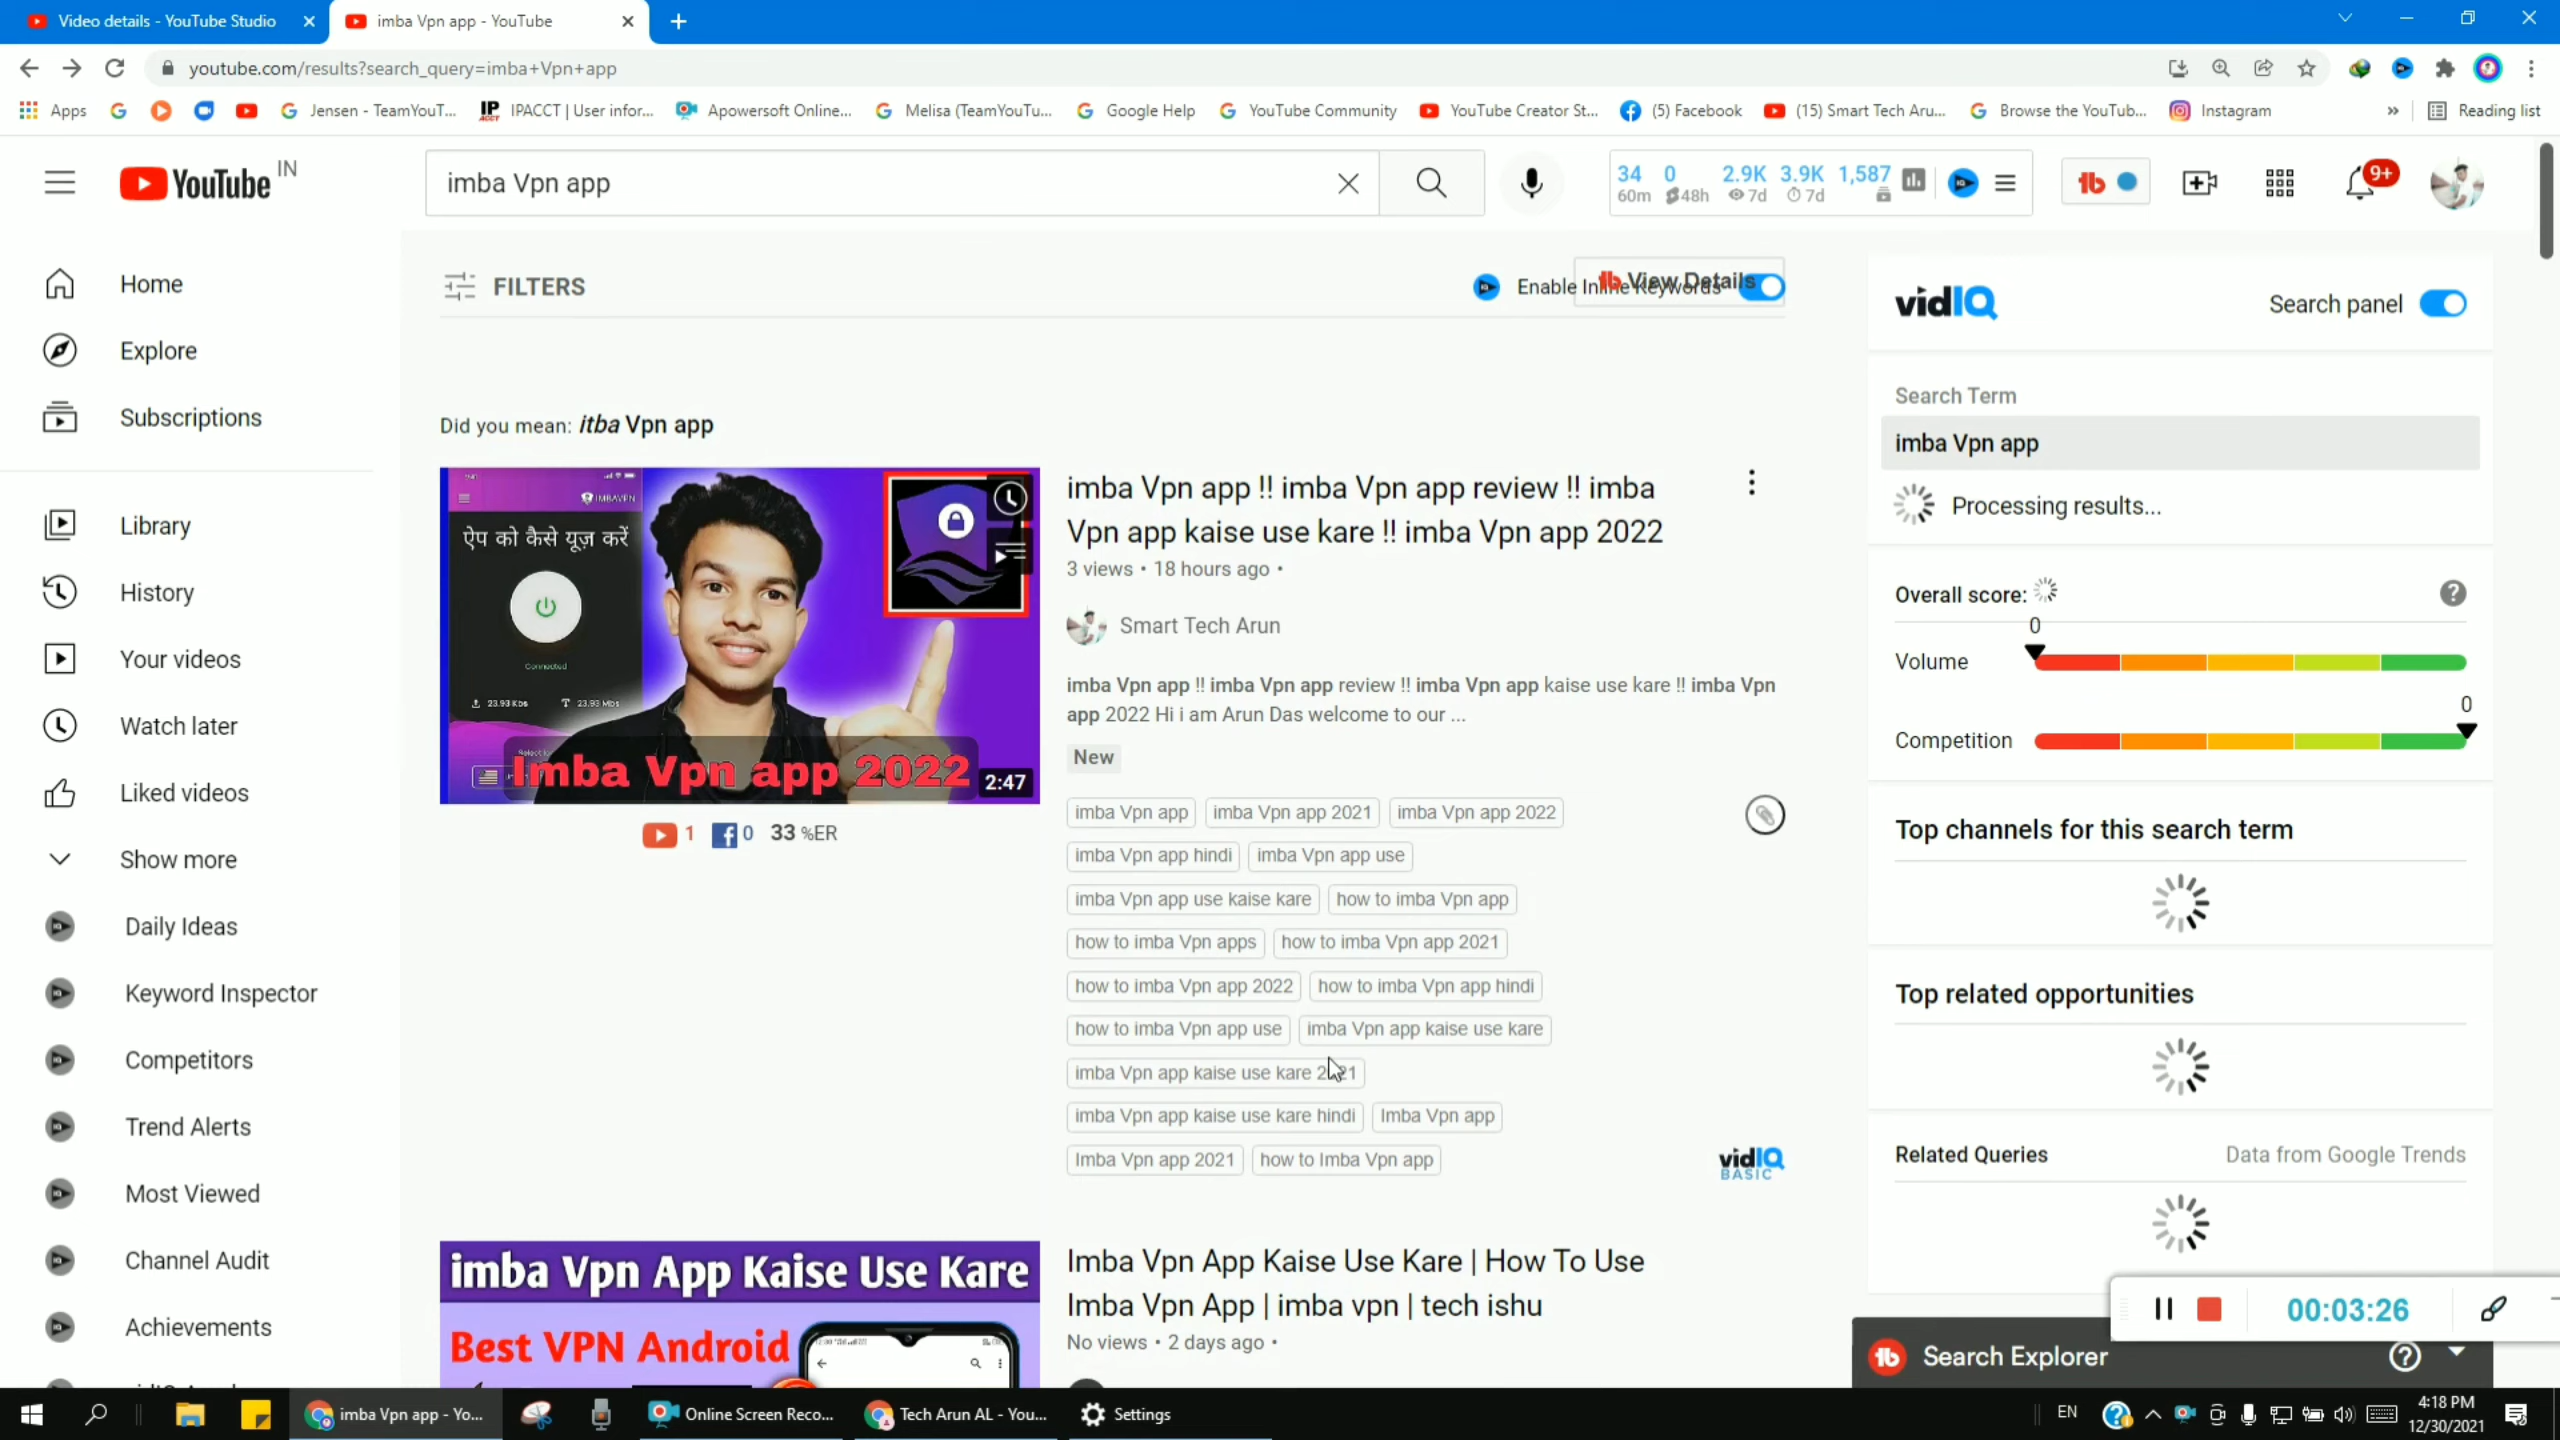 Video details - YouTube Studio
imba Vpn app - YouTube
youtube.com/results?search_query=imba+Vpn+app
Apps
Jensen - TeamYouT...
IPACCT | User infor...
Apowersoft Online...
Melisa (TeamYouTu...
Google Help
YouTube Community
YouTube Creator St...
(5) Facebook
(15) Smart Tech Aru...
Browse the YouTub...
Instagram
»
Reading list
YouTube IN
imba Vpn app
34 0 2.9K 3.9K 1,587
60m 48h 7d 7d
9+
Home
Explore
Subscriptions
Library
History
Your videos
Watch later
Liked videos
Show more
Daily Ideas
Keyword Inspector
Competitors
Trend Alerts
Most Viewed
Channel Audit
Achievements
FILTERS
Enable Inline Keywords
View Details
Did you mean: itba Vpn app
IMBAVPN
ऐप को कैसे यूज़ करें
Connected
23.93 Kbs 23.93 Mbs
Imba Vpn app 2022
2:47
1 0 33 %ER
imba Vpn app !! imba Vpn app review !! imba
Vpn app kaise use kare !! imba Vpn app 2022
3 views • 18 hours ago •
Smart Tech Arun
imba Vpn app !! imba Vpn app review !! imba Vpn app kaise use kare !! imba Vpn
app 2022 Hi i am Arun Das welcome to our ...
New
imba Vpn app imba Vpn app 2021 imba Vpn app 2022
imba Vpn app hindi imba Vpn app use
imba Vpn app use kaise kare how to imba Vpn app
how to imba Vpn apps how to imba Vpn app 2021
how to imba Vpn app 2022 how to imba Vpn app hindi
how to imba Vpn app use imba Vpn app kaise use kare
imba Vpn app kaise use kare 2021
imba Vpn app kaise use kare hindi Imba Vpn app
Imba Vpn app 2021 how to Imba Vpn app
vidIQ
BASIC
imba Vpn App Kaise Use Kare
Best VPN Android
Imba Vpn App Kaise Use Kare | How To Use
Imba Vpn App | imba vpn | tech ishu
No views • 2 days ago •
vidIQ
Search panel
Search Term
imba Vpn app
Processing results...
Overall score:
0
Volume
0
Competition
Top channels for this search term
Top related opportunities
Related Queries
Data from Google Trends
00:03:26
Search Explorer
imba Vpn app - Yo...
Online Screen Reco...
Tech Arun AL - You...
Settings
EN
4:18 PM
12/30/2021